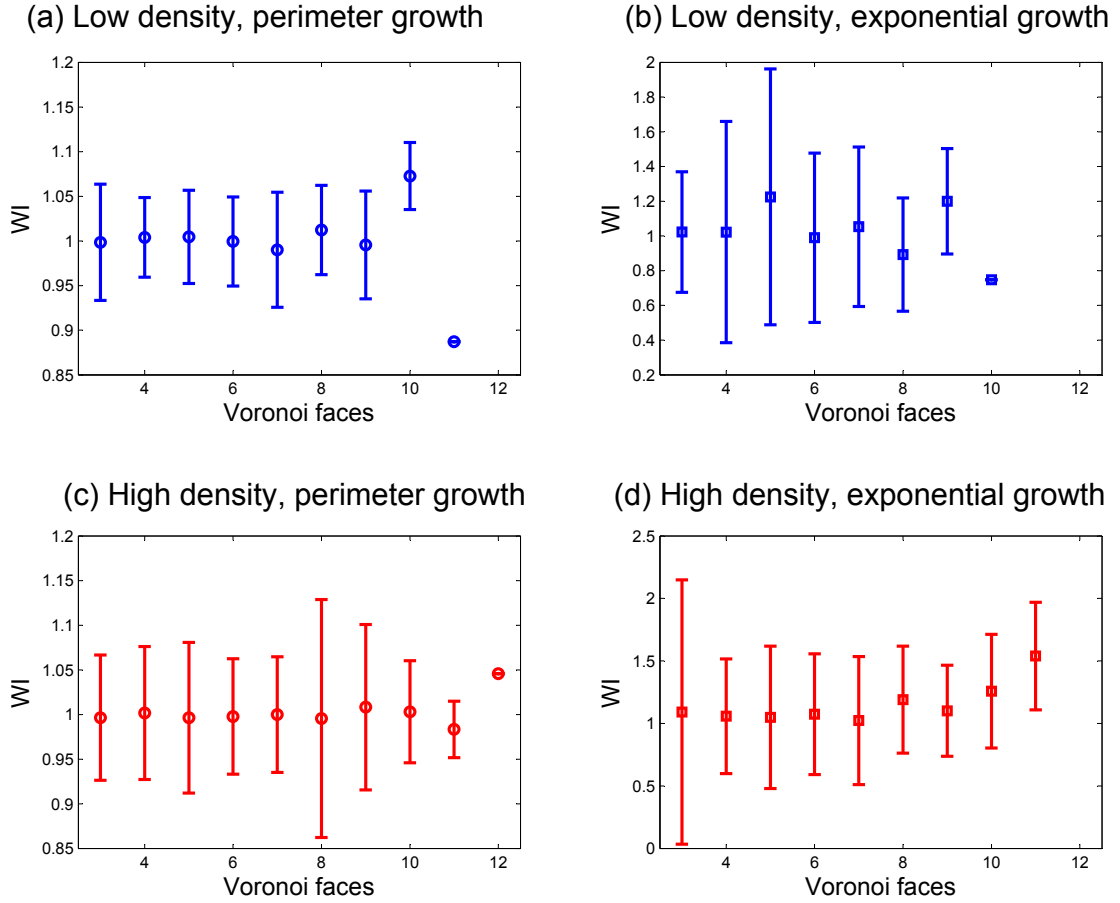 (a) Low density, perimeter growth
1.2
1.15
1.1
1.05
1
0.95
0.9
0.85
WI
4 6 8 10 12
Voronoi faces
(b) Low density, exponential growth
2
1.8
1.6
1.4
1.2
1
0.8
0.6
0.4
0.2
WI
4 6 8 10 12
Voronoi faces
(c) High density, perimeter growth
1.2
1.15
1.1
1.05
1
0.95
0.9
0.85
WI
4 6 8 10 12
Voronoi faces
(d) High density, exponential growth
2.5
2
1.5
1
0.5
0
WI
4 6 8 10 12
Voronoi faces